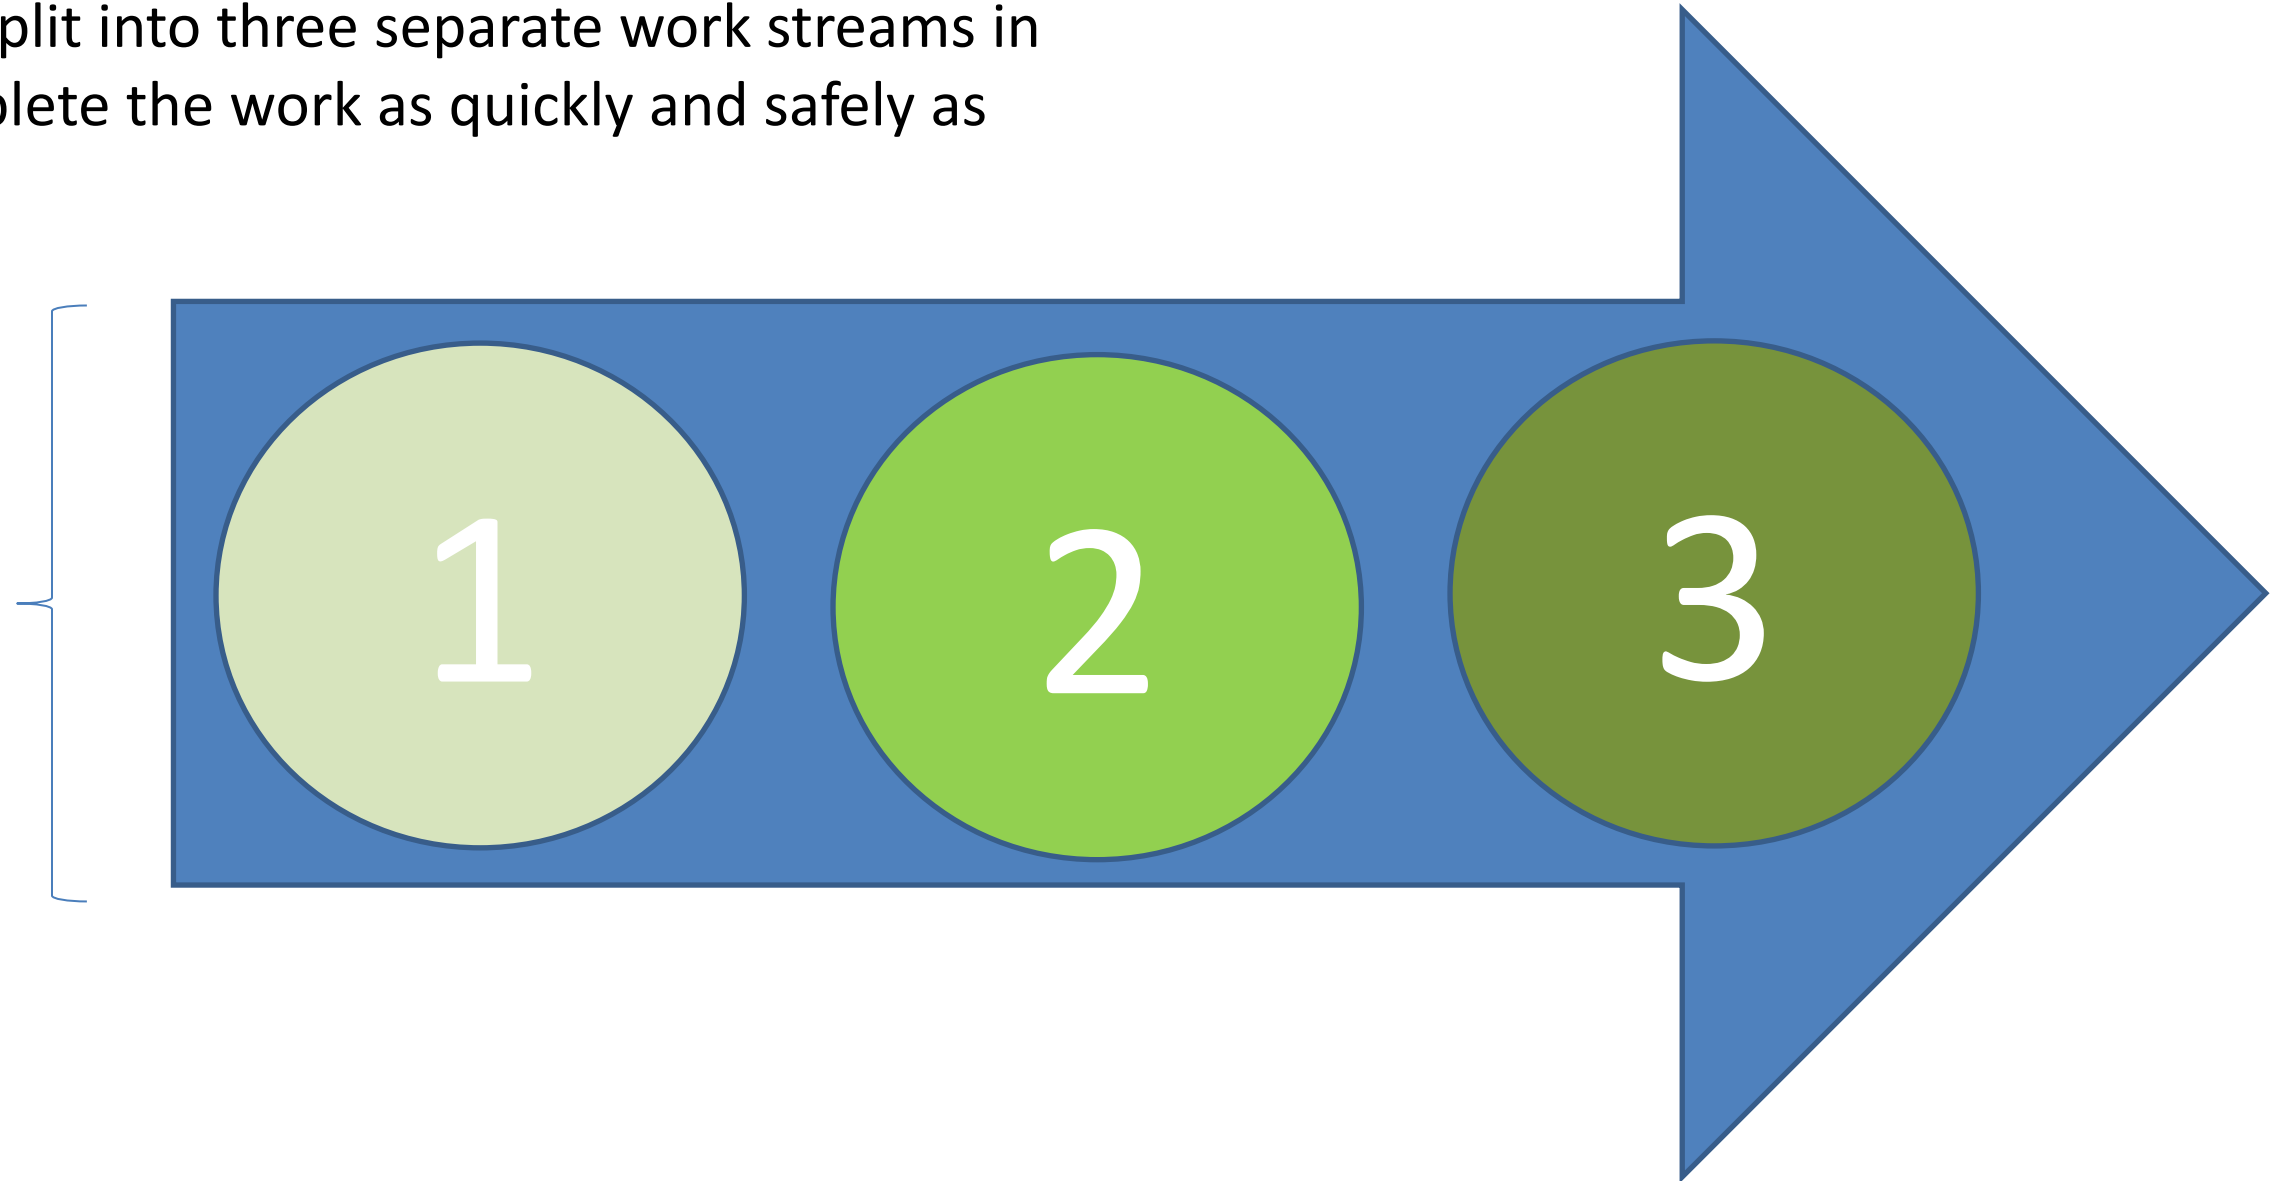 plit into three separate work streams in
plete the work as quickly and safely as
1
2
3